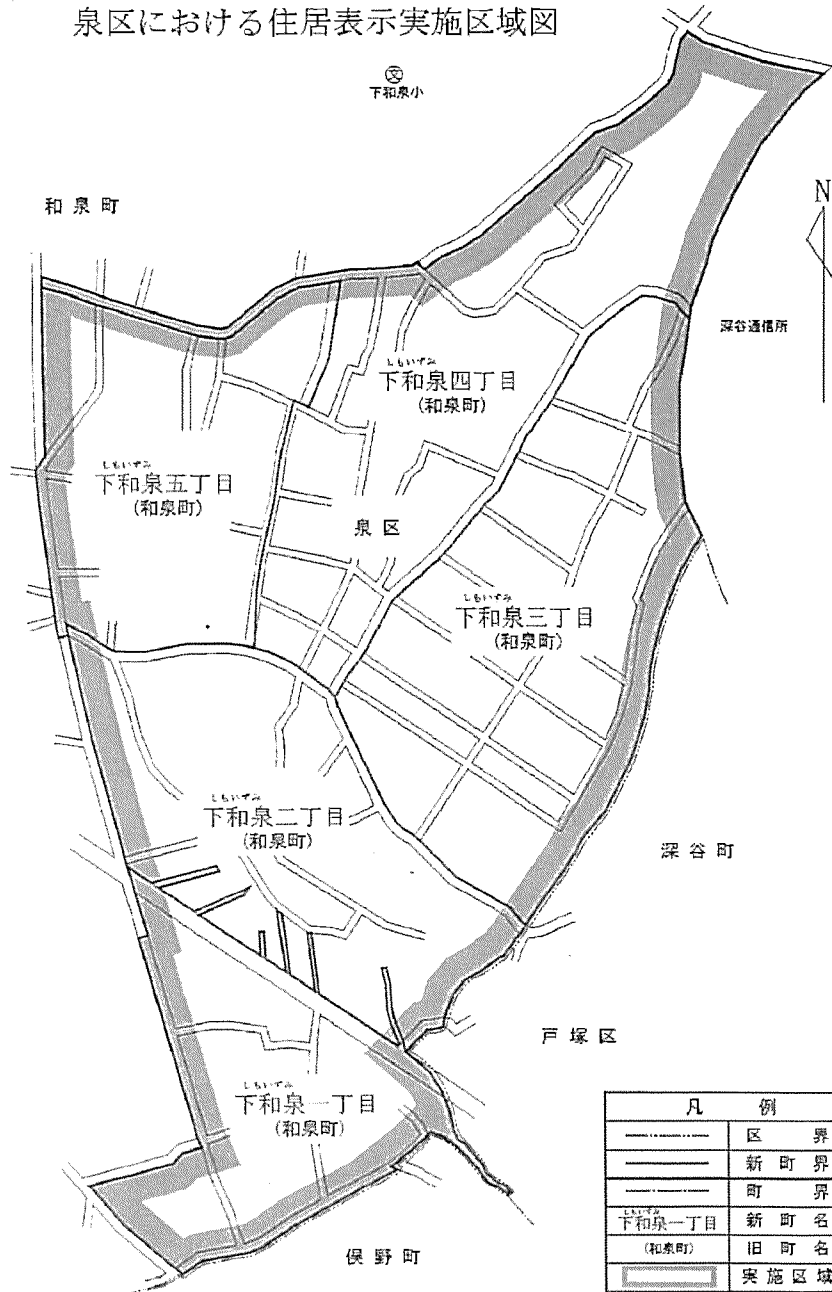 泉区における住居表示実施区域図
文
下和泉小
和泉町
N
深谷通信所
しもいずみ
下和泉四丁目
(和泉町)
しもいずみ
下和泉五丁目
(和泉町)
泉区
しもいずみ
下和泉三丁目
(和泉町)
しもいずみ
下和泉二丁目
(和泉町)
深谷町
戸塚区
しもいずみ
下和泉一丁目
(和泉町)
俣野町
凡例
区界
新町界
町界
しもいずみ
下和泉一丁目 新町名
(和泉町) 旧町名
実施区域